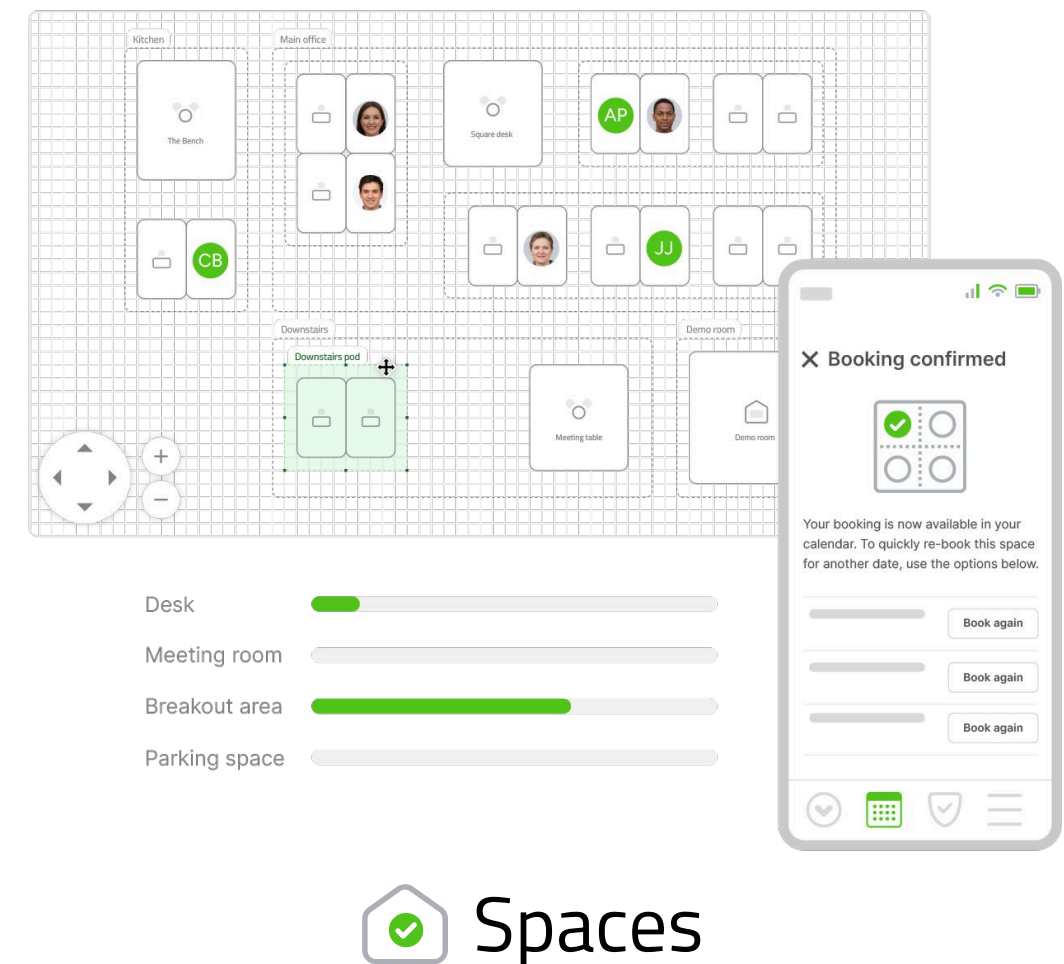 Kitchen
Main office
The Bench
Square desk
AP
CB
JJ
Downstairs
Downstairs pod
Demo room
Meeting table
Demo room
Booking confirmed
Your booking is now available in your
calendar. To quickly re-book this space
for another date, use the options below.
Book again
Book again
Book again
Desk
Meeting room
Breakout area
Parking space
Spaces